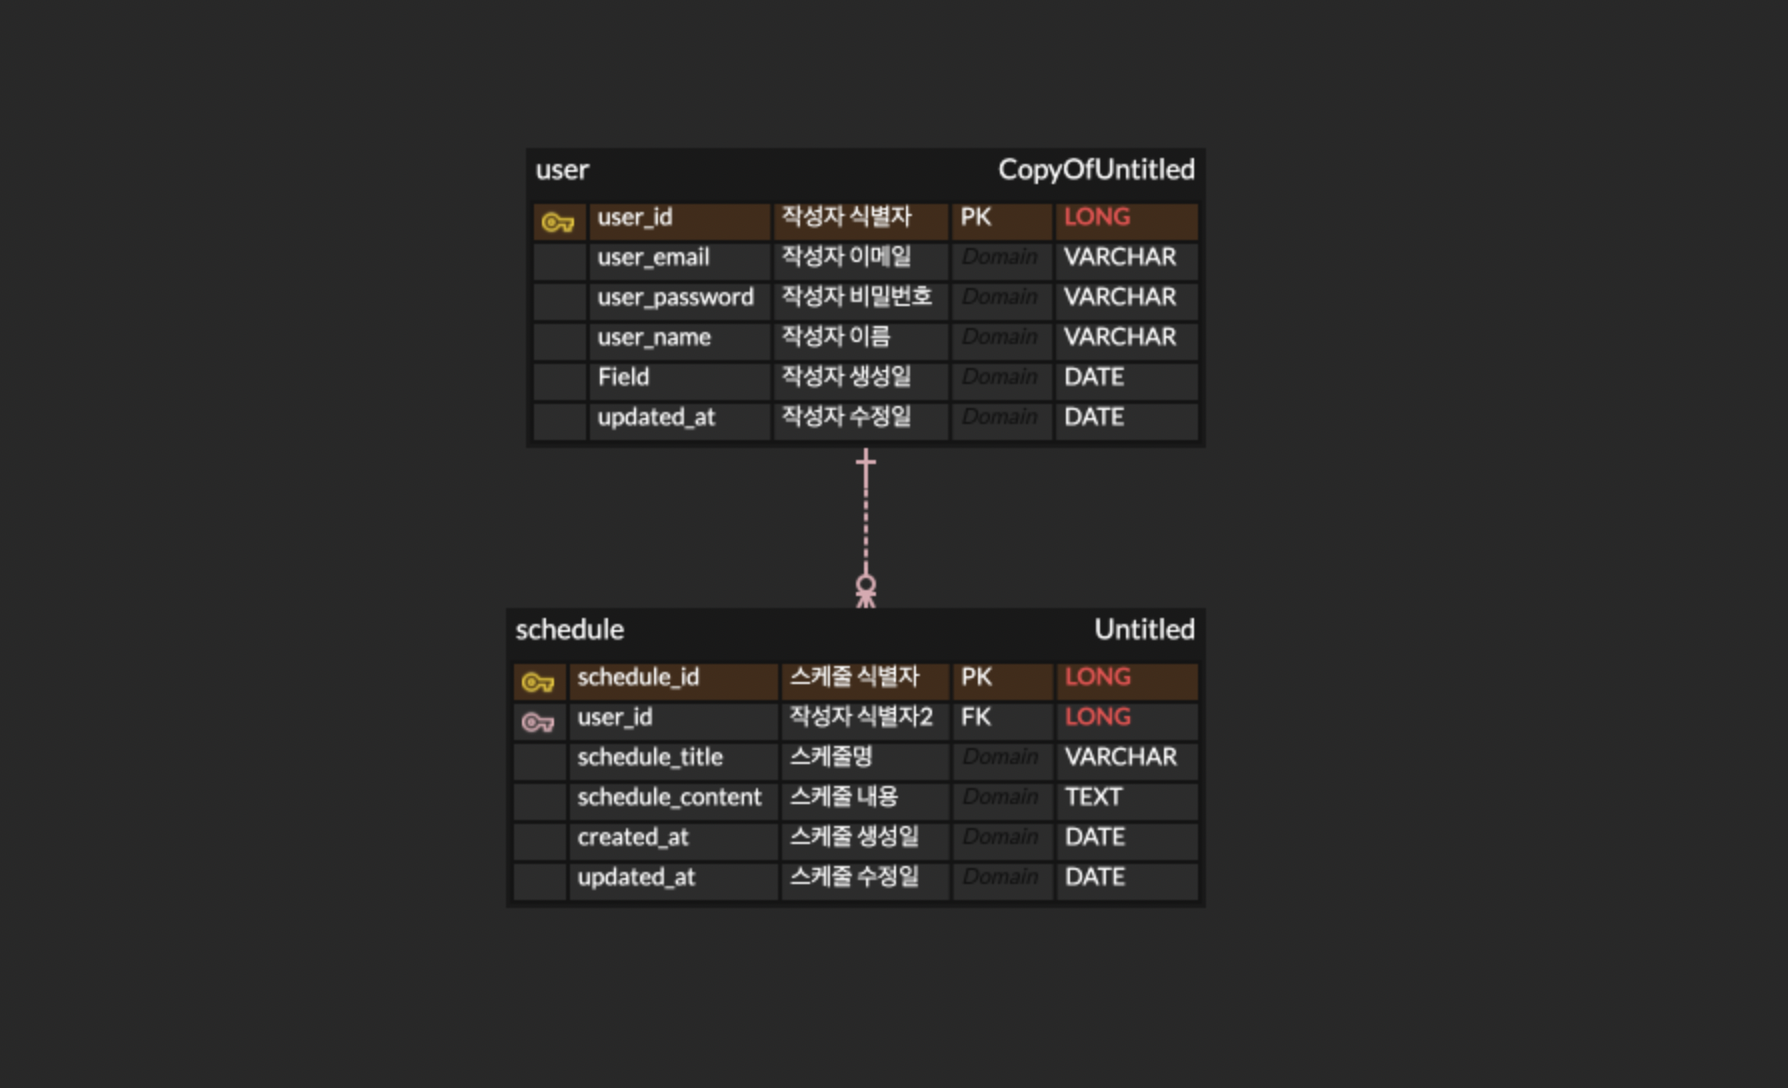 user CopyOfUntitled
user_id 작성자 식별자 PK LONG
user_email 작성자 이메일 Domain VARCHAR
user_password 작성자 비밀번호 Domain VARCHAR
user_name 작성자 이름 Domain VARCHAR
Field 작성자 생성일 Domain DATE
updated_at 작성자 수정일 Domain DATE
schedule Untitled
schedule_id 스케줄 식별자 PK LONG
user_id 작성자 식별자2 FK LONG
schedule_title 스케줄명 Domain VARCHAR
schedule_content 스케줄 내용 Domain TEXT
created_at 스케줄 생성일 Domain DATE
updated_at 스케줄 수정일 Domain DATE